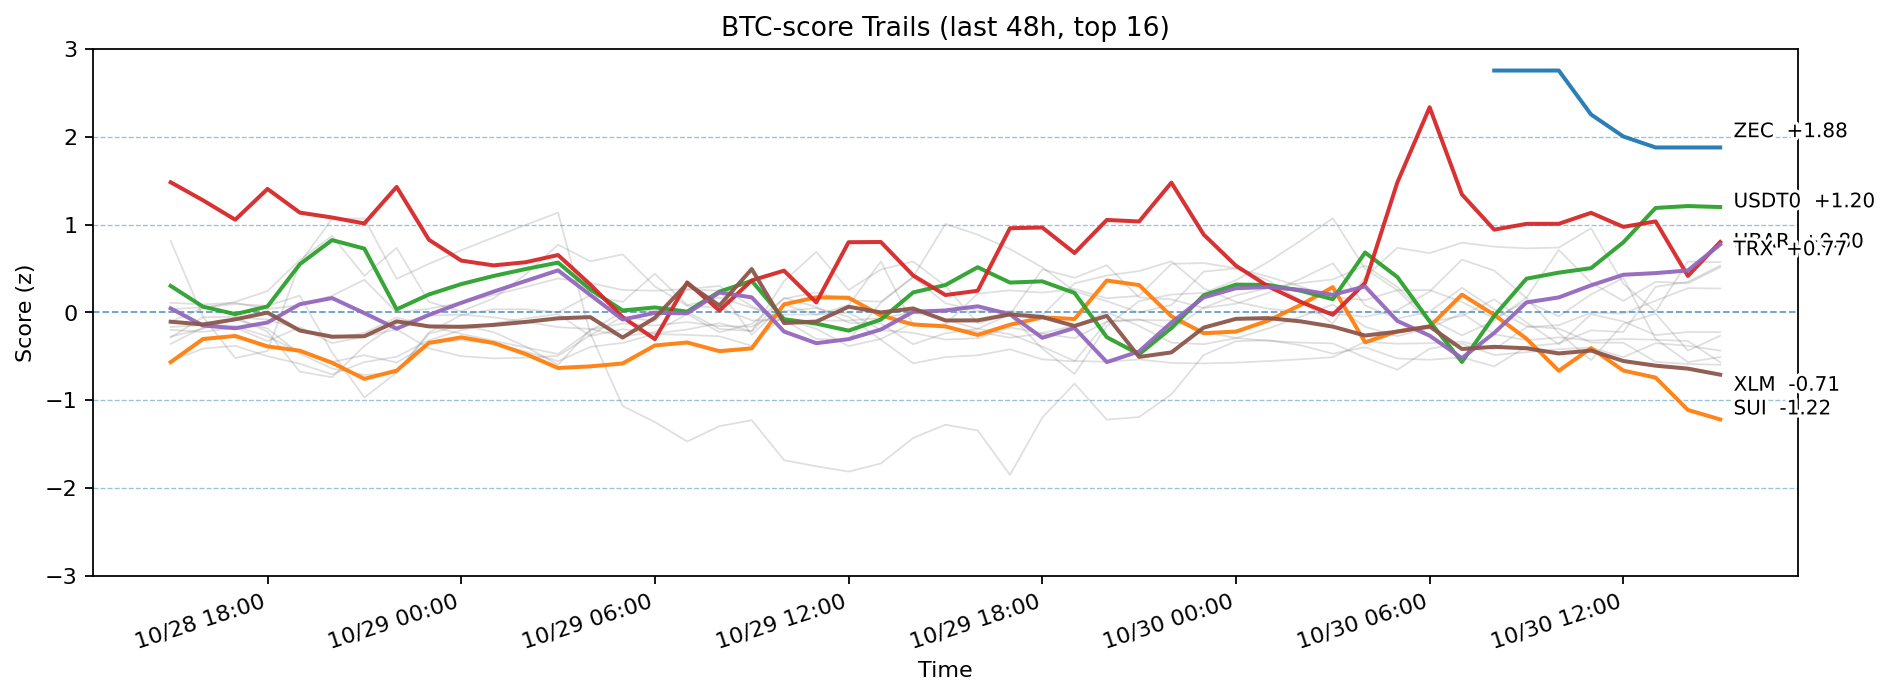 BTC-score Trails (last 48h, top 16)
3
2
1
0
−1
−2
−3
Score (z)
ZEC +1.88
USDT0 +1.20
TRX +0.77
XLM -0.71
SUI -1.22
10/28 18:00
10/29 00:00
10/29 06:00
10/29 12:00
10/29 18:00
10/30 00:00
10/30 06:00
10/30 12:00
Time